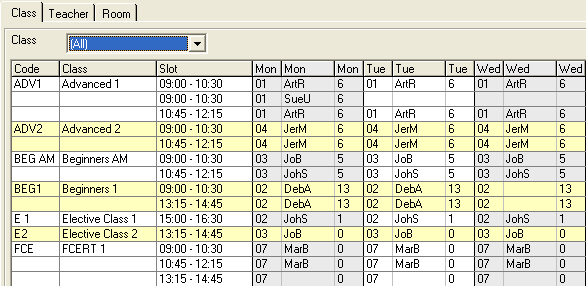 Class Teacher Room
Class (All)
Code Class Slot Mon Mon Mon Tue Tue Tue Wed Wed Wed
ADV1 Advanced 1 09:00 - 10:30 01 ArtR 6 01 ArtR 6 01 ArtR 6
09:00 - 10:30 01 SueU 6
10:45 - 12:15 01 ArtR 6 01 ArtR 6 01 ArtR 6
ADV2 Advanced 2 09:00 - 10:30 04 JerM 6 04 JerM 6 04 JerM 6
10:45 - 12:15 04 JerM 6 04 JerM 6 04 JerM 6
BEG AM Beginners AM 09:00 - 10:30 03 JoB 5 03 JoB 5 03 JoB 5
10:45 - 12:15 03 JohS 5 03 JohS 5 03 JohS 5
BEG1 Beginners 1 09:00 - 10:30 02 DebA 13 02 DebA 13 02 13
13:15 - 14:45 02 DebA 13 02 DebA 13 02 13
E 1 Elective Class 1 15:00 - 16:30 02 JohS 1 02 JohS 1 02 JohS 1
E2 Elective Class 2 13:15 - 14:45 03 JoB 0 03 JoB 0 03 JoB 0
FCE FCERT 1 09:00 - 10:30 07 MarB 0 07 MarB 0 07 MarB 0
10:45 - 12:15 07 MarB 0 07 MarB 0 07 MarB 0
13:15 - 14:45 07 0 07 0 07 0